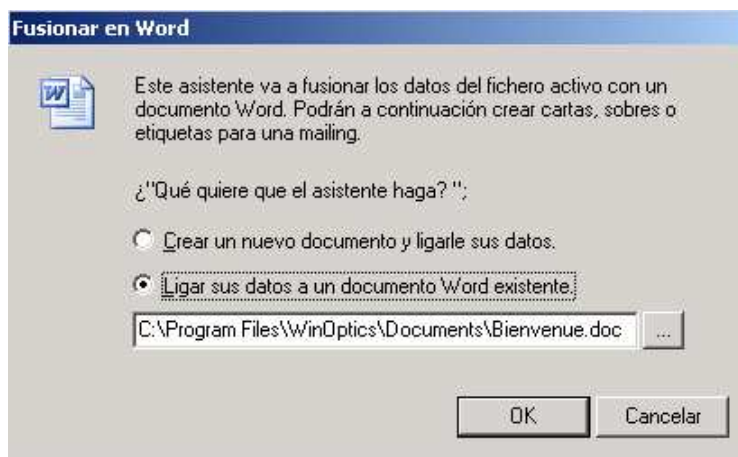 Fusionar en Word
Este asistente va a fusionar los datos del fichero activo con un
documento Word. Podrán a continuación crear cartas, sobres o
etiquetas para una mailing.
¿"Qué quiere que el asistente haga? ";
Crear un nuevo documento y ligarle sus datos.
Ligar sus datos a un documento Word existente.
C:\Program Files\WinOptics\Documents\Bienvenue.doc ...
OK Cancelar